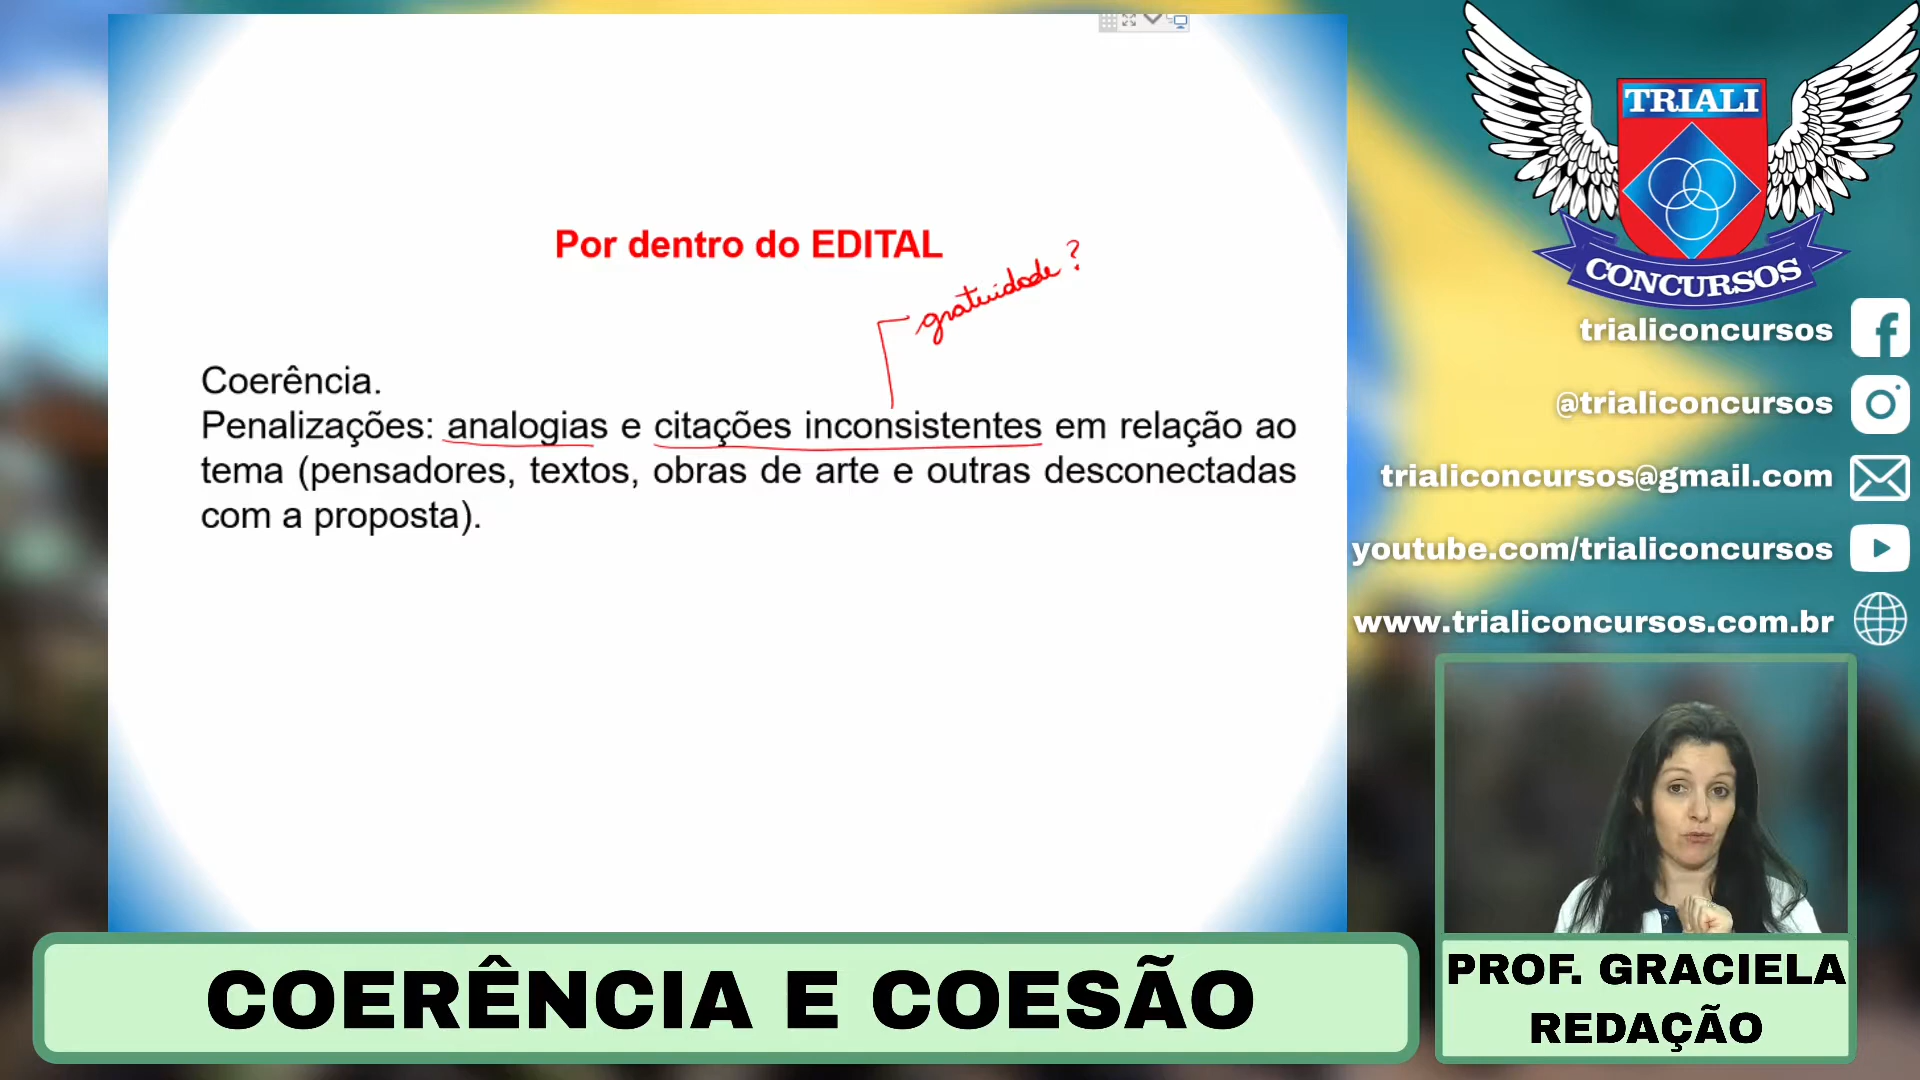 Por dentro do EDITAL
gratuidade?
Coerência.
Penalizações: analogias e citações inconsistentes em relação ao
tema (pensadores, textos, obras de arte e outras desconectadas
com a proposta).
TRIALI
CONCURSOS
trialiconcursos
@trialiconcursos
trialiconcursos@gmail.com
youtube.com/trialiconcursos
www.trialiconcursos.com.br
COERÊNCIA E COESÃO
PROF. GRACIELA
REDAÇÃO